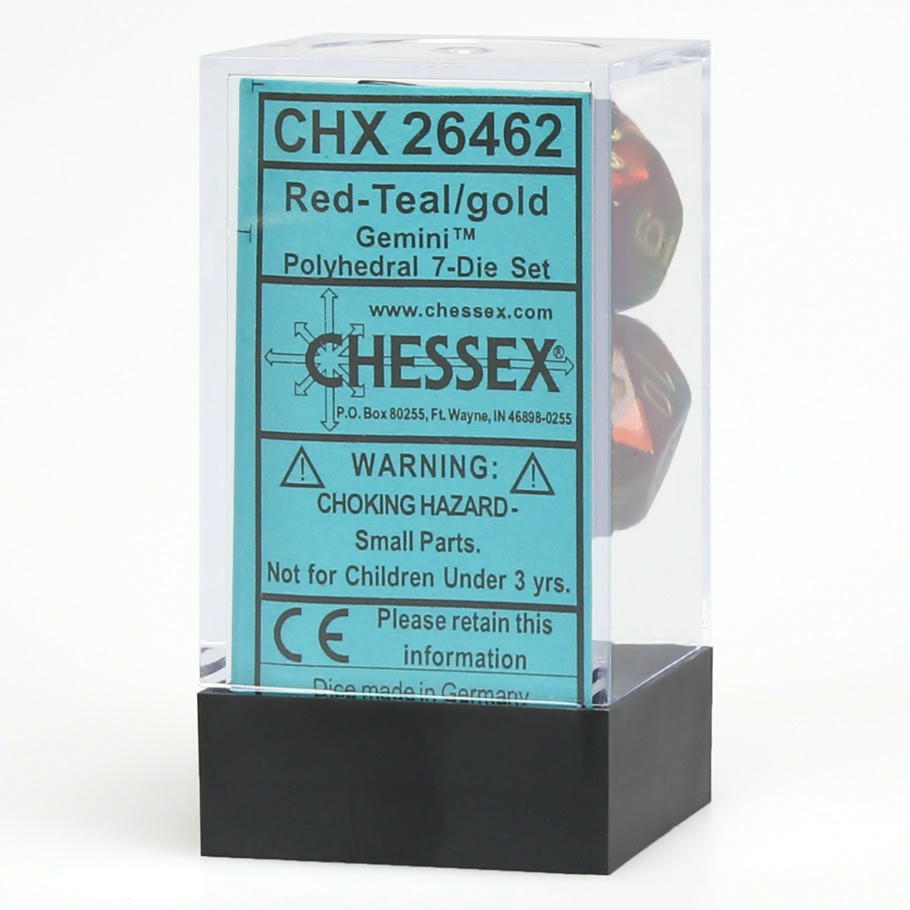 CHX 26462
Red-Teal/gold
Gemini™
Polyhedral 7-Die Set
www.chessex.com
CHESSEX®
P.O. Box 80255, Ft. Wayne, IN 46898-0255
WARNING:
CHOKING HAZARD-
Small Parts.
Not for Children Under 3 yrs.
CE Please retain this
information
Dice made in Germany